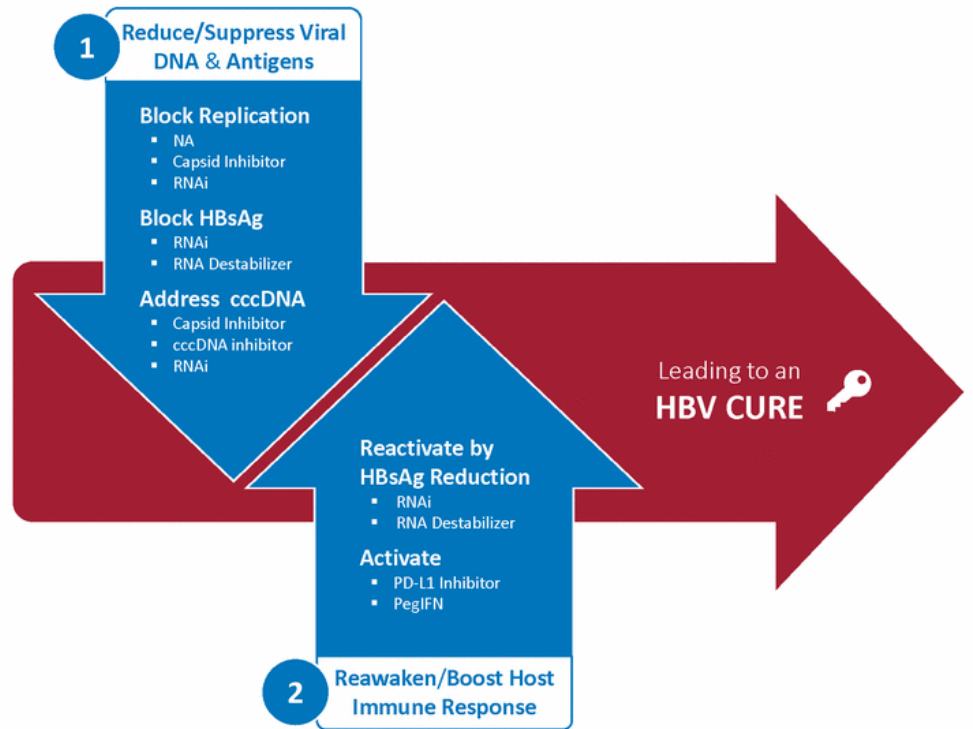 1
Reduce/Suppress Viral
DNA & Antigens
Block Replication
▪ NA
▪ Capsid Inhibitor
▪ RNAi
Block HBsAg
▪ RNAi
▪ RNA Destabilizer
Address cccDNA
▪ Capsid Inhibitor
▪ cccDNA inhibitor
▪ RNAi
Leading to an
HBV CURE
Reactivate by
HBsAg Reduction
▪ RNAi
▪ RNA Destabilizer
Activate
▪ PD-L1 Inhibitor
▪ PegIFN
2
Reawaken/Boost Host
Immune Response